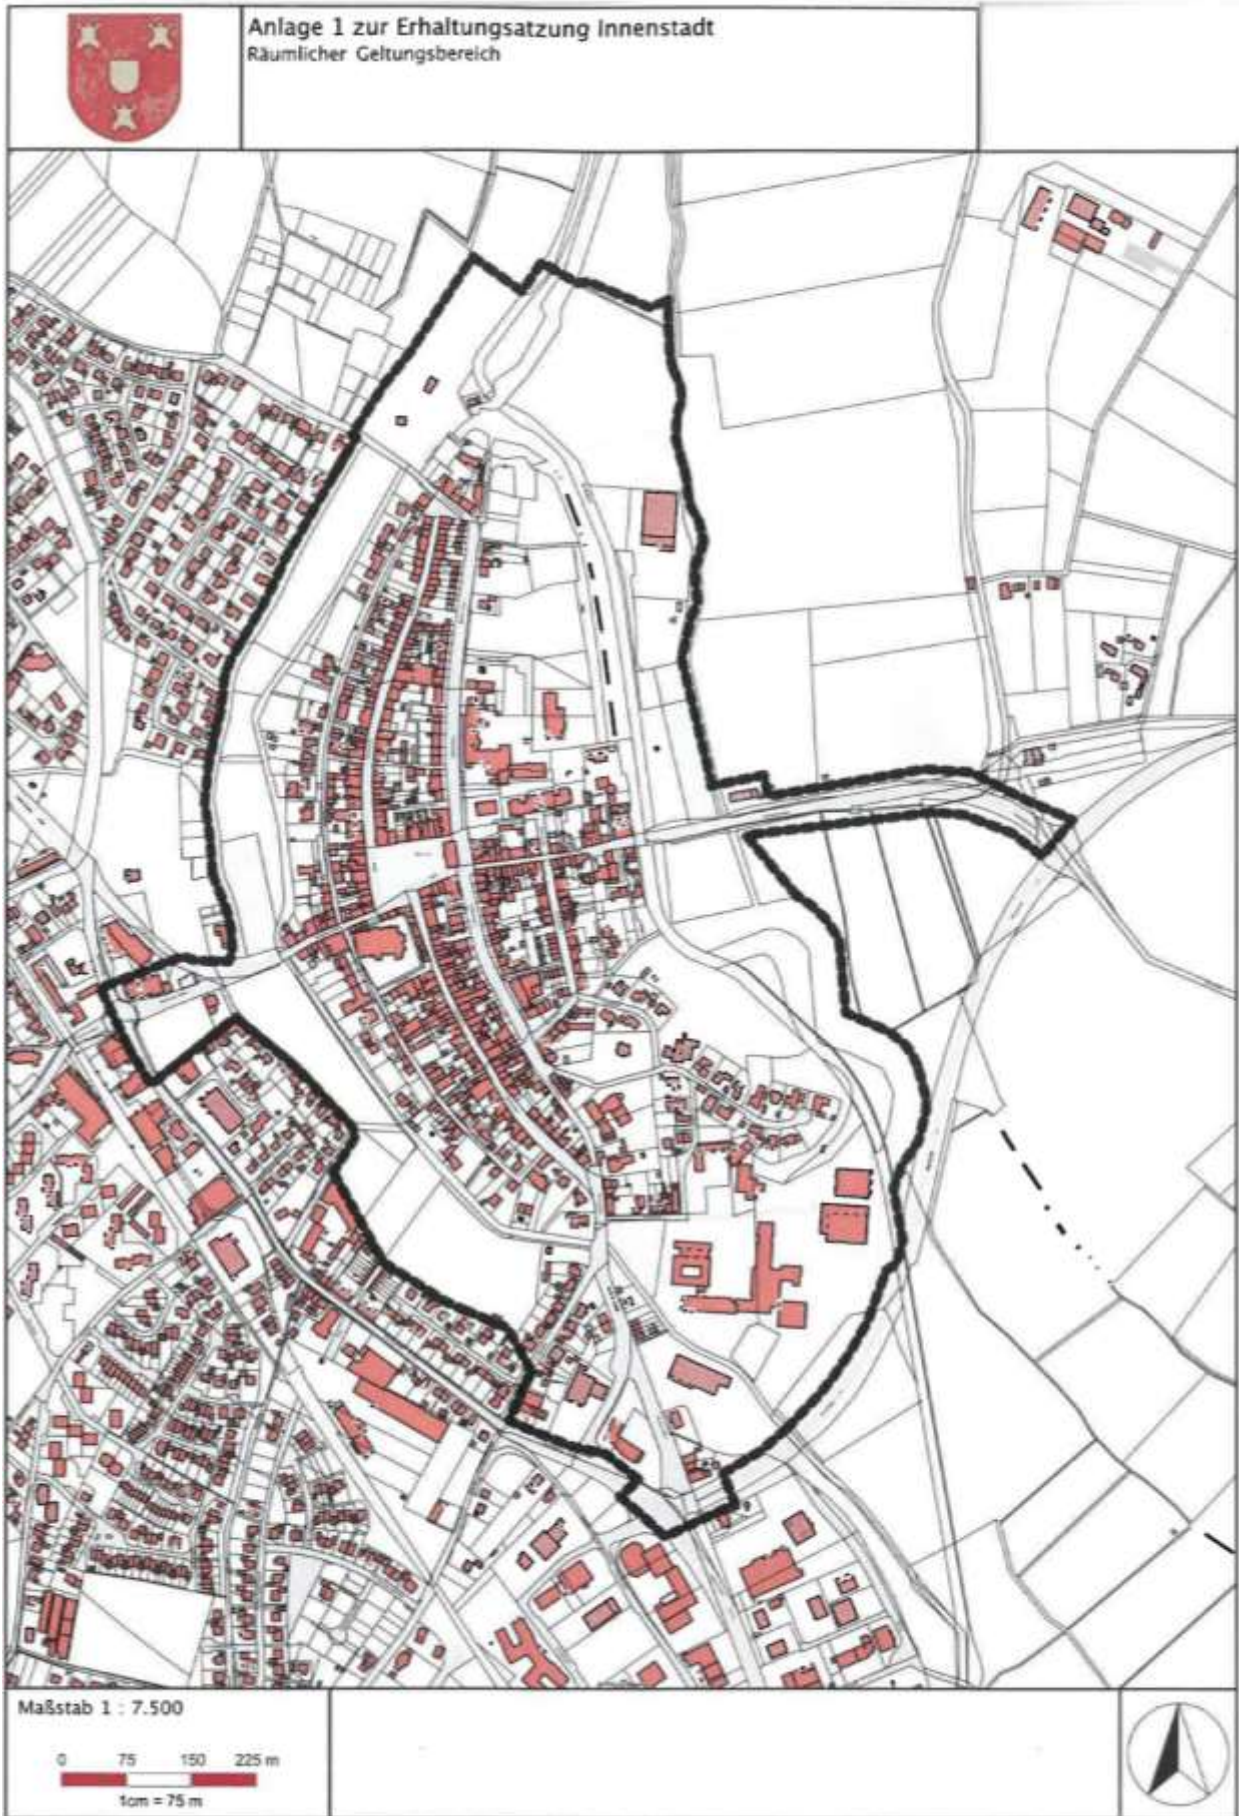 Anlage 1 zur Erhaltungsatzung Innenstadt
Räumlicher Geltungsbereich
Maßstab 1 : 7.500
0 75 150 225 m
1cm = 75 m